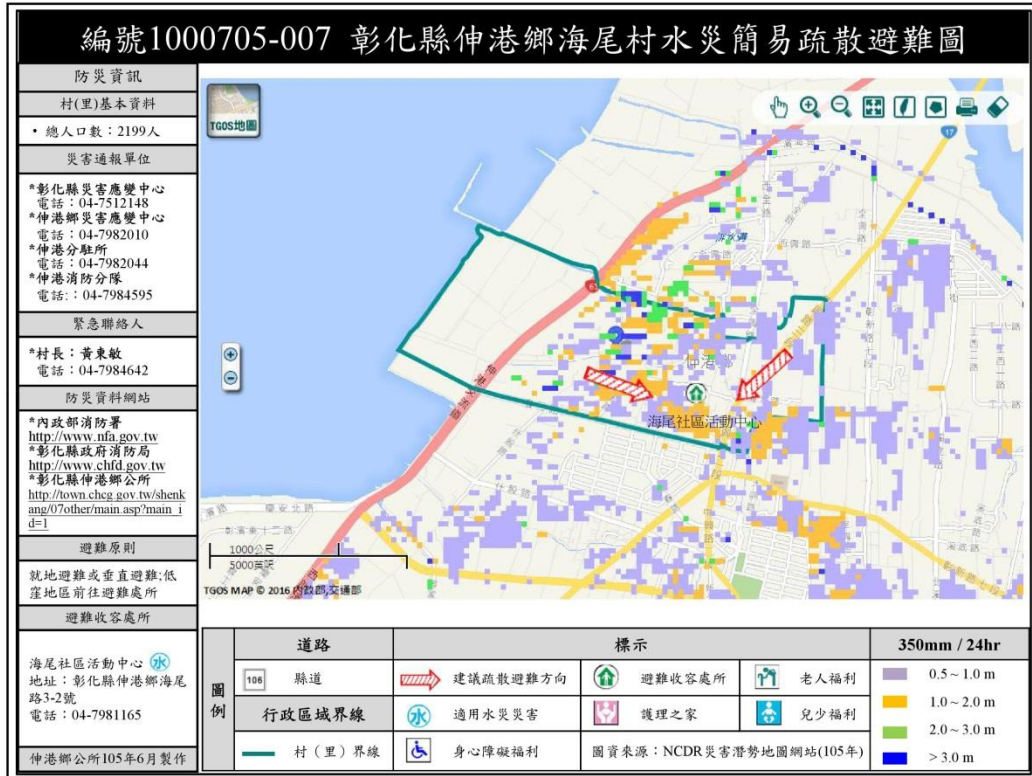 編號1000705-007 彰化縣伸港鄉海尾村水災簡易疏散避難圖
防災資訊
村(里)基本資料
• 總人口數：2199人
災害通報單位
*彰化縣災害應變中心
電話：04-7512148
*伸港鄉災害應變中心
電話：04-7982010
*伸港分駐所
電話：04-7982044
*伸港消防分隊
電話:：04-7984595
緊急聯絡人
*村長：黃東敏
電話：04-7984642
防災資料網站
*內政部消防署
http://www.nfa.gov.tw
*彰化縣政府消防局
http://www.chfd.gov.tw
*彰化縣伸港鄉公所
http://town.chcg.gov.tw/shenk
ang/07other/main.asp?main_i
d=1
避難原則
就地避難或垂直避難;低
窪地區前往避難處所
避難收容處所
海尾社區活動中心 水
地址：彰化縣伸港鄉海尾
路3-2號
電話：04-7981165
伸港鄉公所105年6月製作
TGOS地圖
17
61
伸港鄉
海尾社區活動中心
慶安北路
1000公尺
5000英呎
TGOS MAP © 2016 內政部,交通部
圖例
道路
106 縣道
行政區域界線
村（里）界線
標示
建議疏散避難方向
避難收容處所
老人福利
水 適用水災災害
護理之家
兒少福利
身心障礙福利
圖資來源：NCDR災害潛勢地圖網站(105年)
350mm / 24hr
0.5 ~ 1.0 m
1.0 ~ 2.0 m
2.0 ~ 3.0 m
> 3.0 m